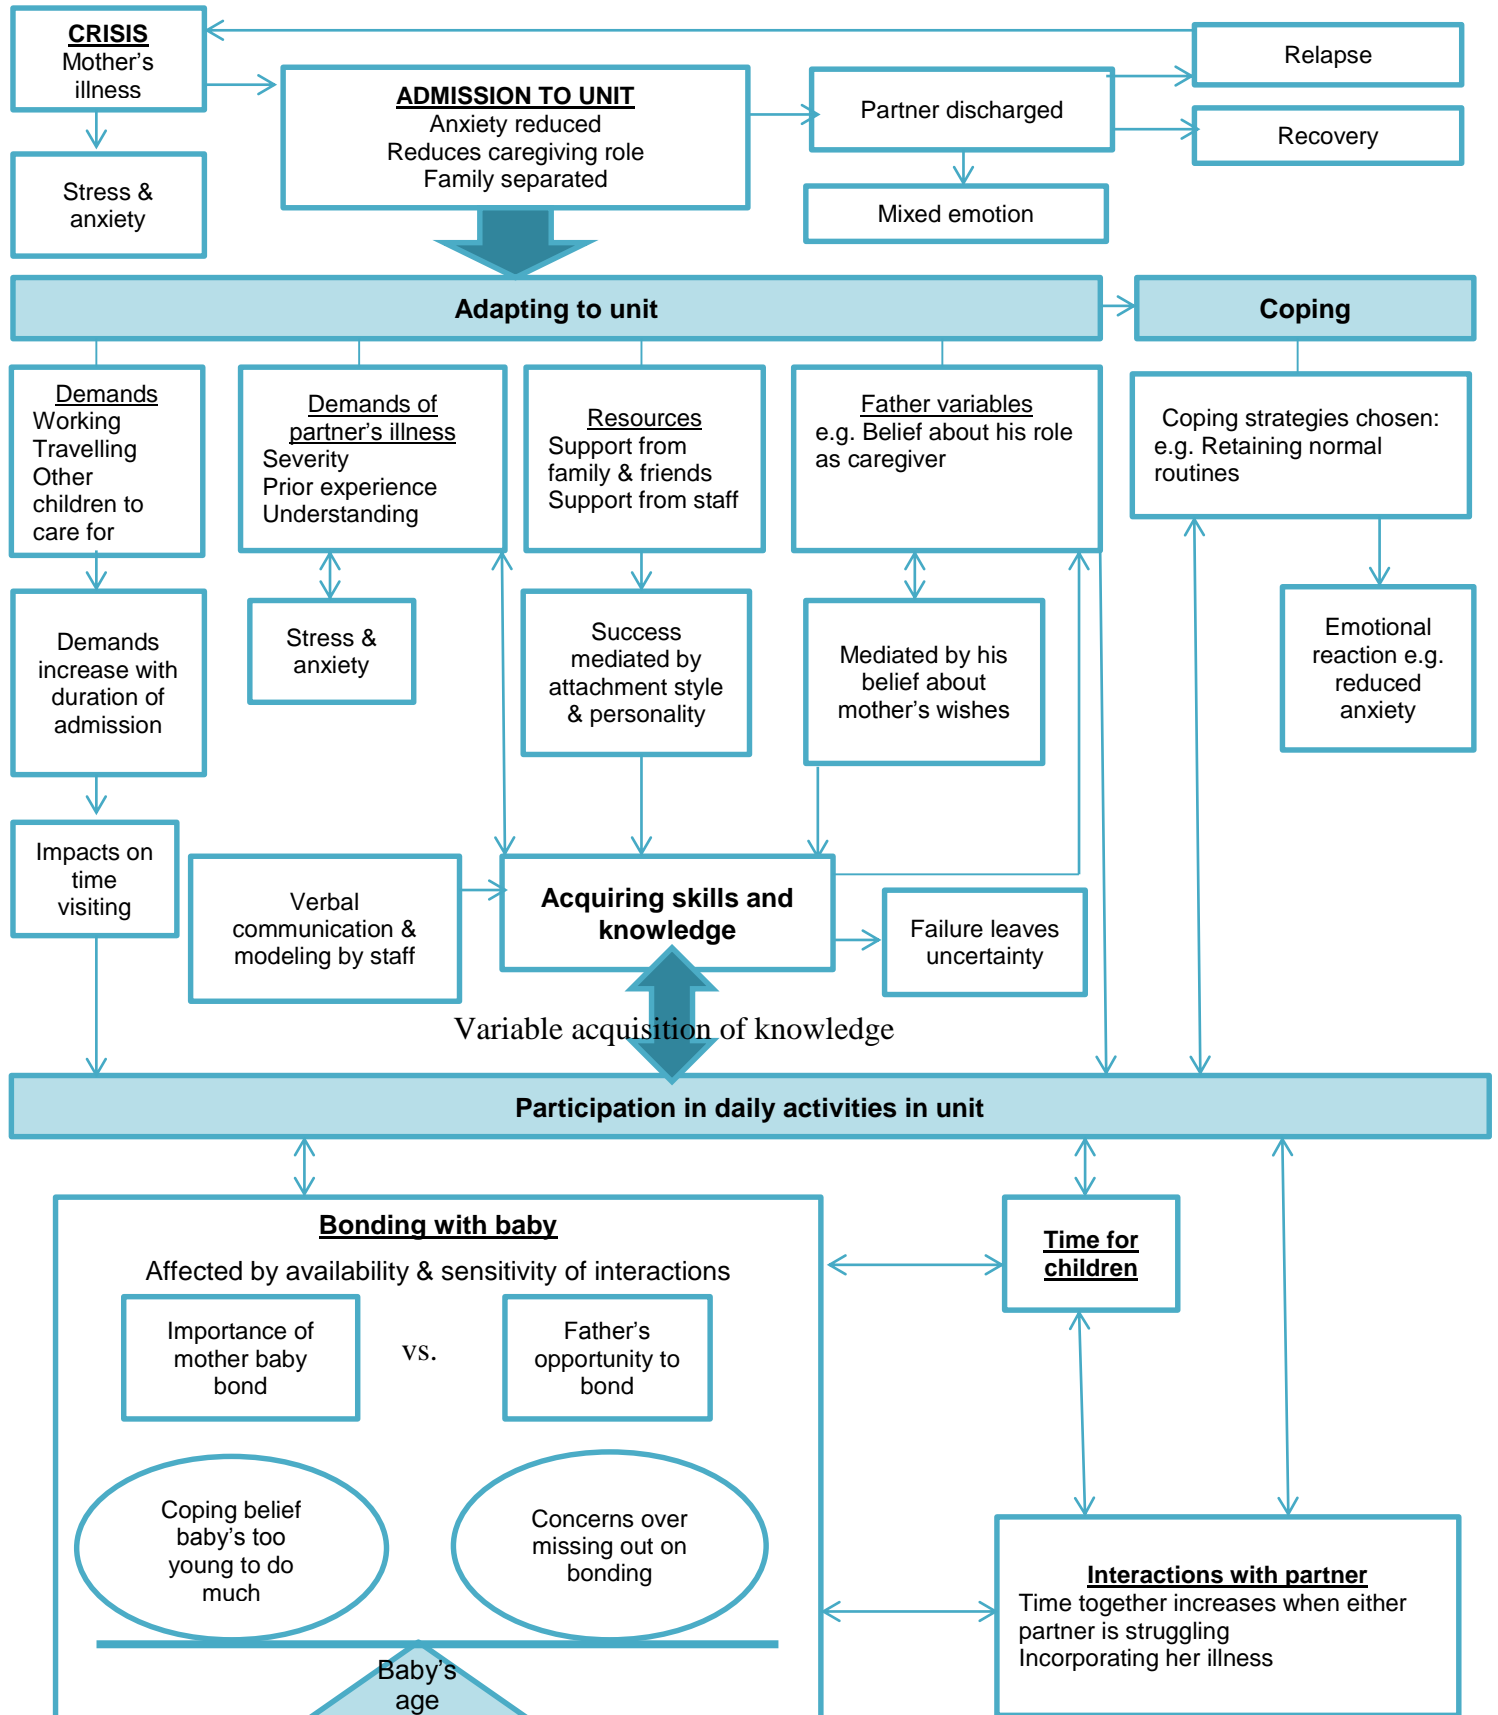 CRISIS
Mother's
illness
Relapse
ADMISSION TO UNIT
Anxiety reduced
Reduces caregiving role
Family separated
Partner discharged
Recovery
Stress &
anxiety
Mixed emotion
Adapting to unit
Coping
Demands
Working
Travelling
Other
children to
care for
Demands of
partner's illness
Severity
Prior experience
Understanding
Resources
Support from
family & friends
Support from staff
Father variables
e.g. Belief about his role
as caregiver
Coping strategies chosen:
e.g. Retaining normal
routines
Demands
increase with
duration of
admission
Stress &
anxiety
Success
mediated by
attachment style
& personality
Mediated by his
belief about
mother's wishes
Emotional
reaction e.g.
reduced
anxiety
Impacts on
time
visiting
Verbal
communication &
modeling by staff
Acquiring skills and
knowledge
Failure leaves
uncertainty
Variable acquisition of knowledge
Participation in daily activities in unit
Bonding with baby
Affected by availability & sensitivity of interactions
Importance of
mother baby
bond
vs.
Father's
opportunity to
bond
Time for
children
Coping belief
baby's too
young to do
much
Concerns over
missing out on
bonding
Interactions with partner
Time together increases when either
partner is struggling
Incorporating her illness
Baby's
age